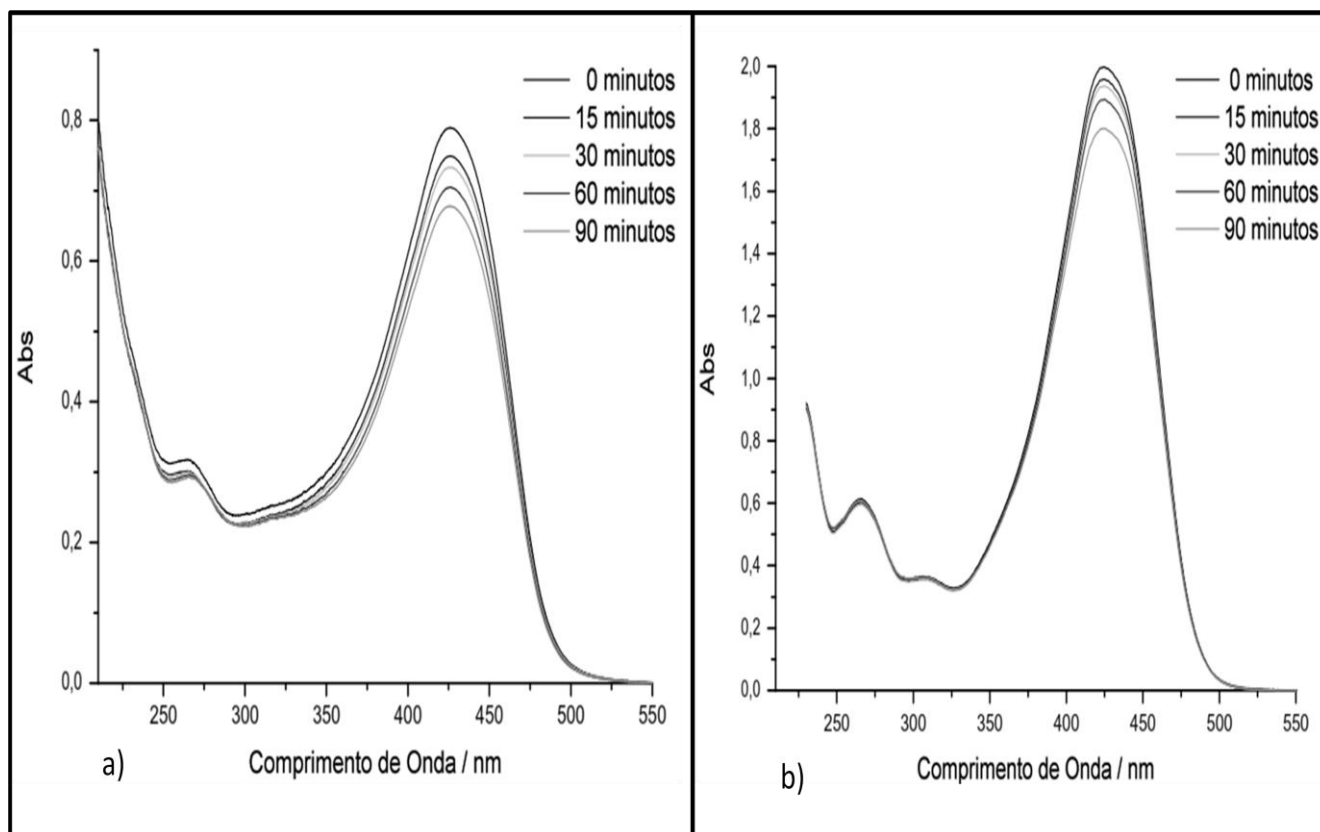 0 minutos
15 minutos
30 minutos
60 minutos
90 minutos
0,8
0,6
0,4
0,2
0,0
Abs
250 300 350 400 450 500 550
Comprimento de Onda / nm
a)
0 minutos
15 minutos
30 minutos
60 minutos
90 minutos
2,0
1,8
1,6
1,4
1,2
1,0
0,8
0,6
0,4
0,2
0,0
Abs
250 300 350 400 450 500 550
Comprimento de Onda / nm
b)